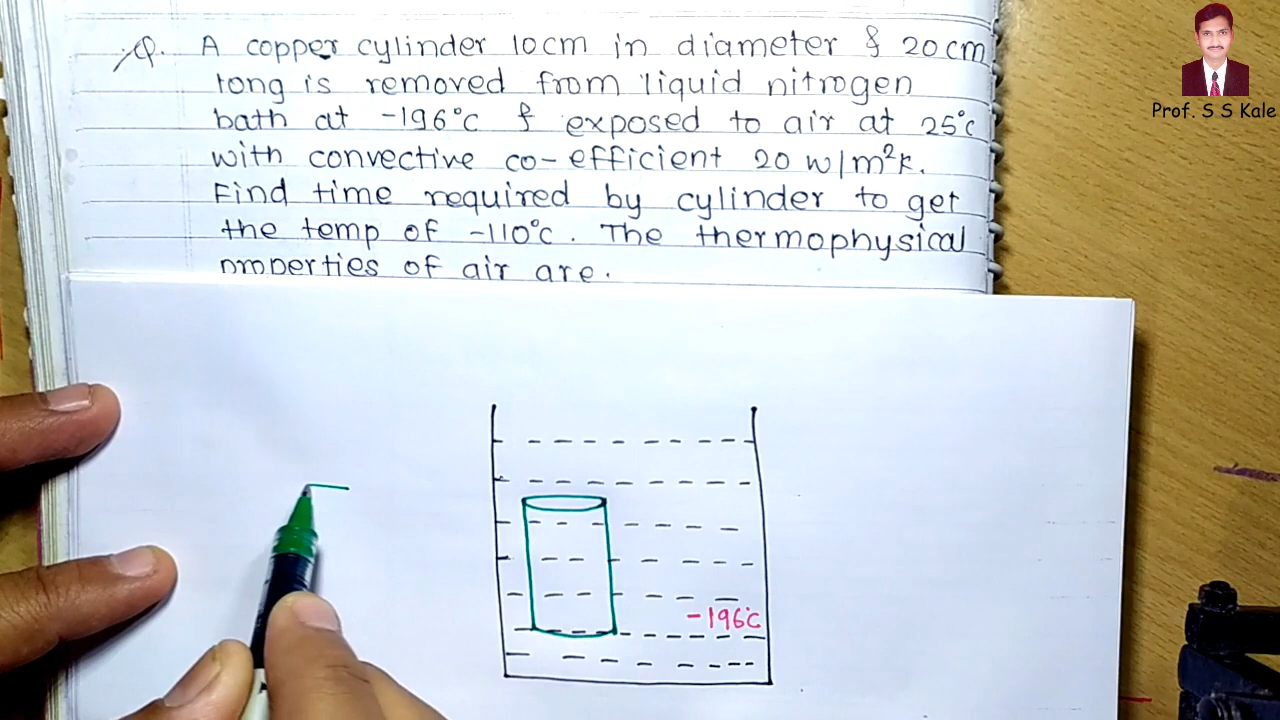 Q. A copper cylinder 10cm in diameter & 20cm
long is removed from liquid nitrogen
bath at -196°c & exposed to air at 25°c
with convective co-efficient 20 w/m²k.
Find time required by cylinder to get
the temp of -110°c. The thermophysical
properties of air are.
Prof. S S Kale
-196°c